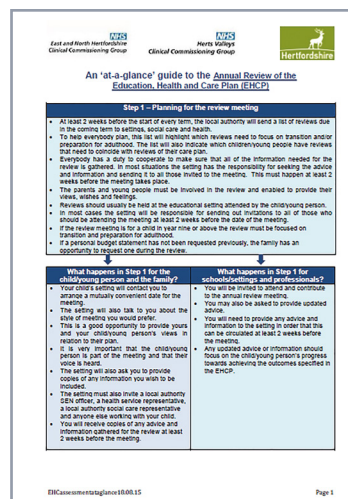 NHS
East and North Hertfordshire
Clinical Commissioning Group
NHS
Herts Valleys
Clinical Commissioning Group
Hertfordshire
An ‘at-a-glance’ guide to the Annual Review of the
Education, Health and Care Plan (EHCP)
Step 1 – Planning for the review meeting
• At least 2 weeks before the start of every term, the local authority will send a list of reviews
due in the coming term to settings, social care and health.
• To help everybody plan, this list will highlight which reviews need to focus on transition and/or
preparation for adulthood. The list will also indicate which children/young people have reviews
that need to coincide with reviews of their care plan.
• Everybody has a duty to cooperate to make sure that all of the information needed for the
review is gathered. In most situations the setting has the responsibility for seeking the advice
and information and sending it to all those invited to the meeting. This must happen at least 2
weeks before the meeting takes place.
• The parents and young people must be involved in the review and enabled to provide their
views, wishes and feelings.
• Reviews should usually be held at the educational setting attended by the child/young person.
• In most cases the setting will be responsible for sending out invitations to all of those who
should be attending the meeting at least 2 weeks before the date of the meeting.
• If the review meeting is for a child in year nine or above the review must be focused on
transition and preparation for adulthood.
• If a personal budget statement has not been requested previously, the family has an
opportunity to request one during the review.
What happens in Step 1 for the
child/young person and the family?
• Your child's setting will contact you to
arrange a mutually convenient date for the
meeting.
• The setting will also talk to you about the
style of meeting you would prefer.
• This is a good opportunity to provide yours
and your child/young person's views in
relation to their plan.
• It is very important that the child/young
person is part of the meeting and that their
voice is heard.
• The setting will also ask you to provide
copies of any information you wish to be
included.
• The setting must also invite a local authority
SEN officer, a health service representative,
a local authority social care representative
and anyone else working with your child.
• You will receive copies of any advice and
information gathered for the review at least
2 weeks before the meeting.
What happens in Step 1 for
schools/settings and professionals?
• You will be invited to attend and contribute
to the annual review meeting.
• You may also be asked to provide updated
advice.
• You will need to provide any advice and
information to the setting in order that this
can be circulated at least 2 weeks before
the meeting.
• Any updated advice or information should
focus on the child/young person's progress
towards achieving the outcomes specified in
the EHCP.
EHCassessmentataglance10.08.15
Page 1